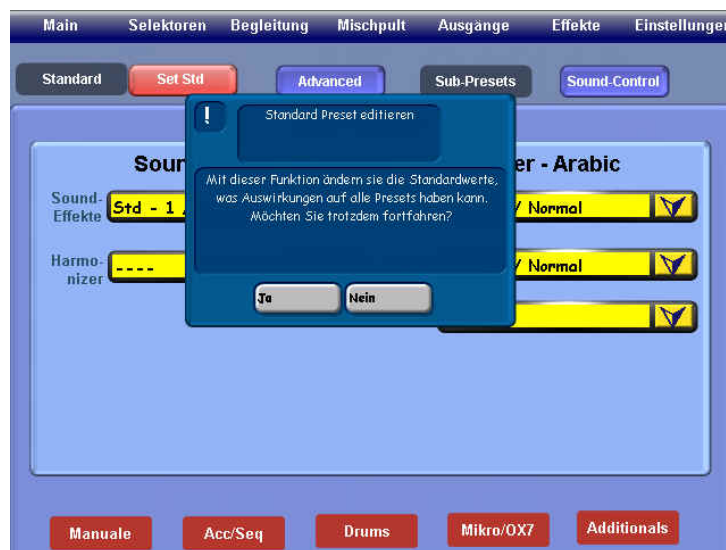 Main Selektoren Begleitung Mischpult Ausgänge Effekte Einstellungen
Standard Set Std Advanced Sub-Presets Sound-Control
! Standard Preset editieren
Sour er - Arabic
Mit dieser Funktion ändern sie die Standardwerte,
was Auswirkungen auf alle Presets haben kann.
Möchten Sie trotzdem fortfahren?
Sound-
Effekte Std - 1 / Normal
Harmo-
nizer ---- / Normal
Ja Nein
Manuale Acc/Seq Drums Mikro/OX7 Additionals